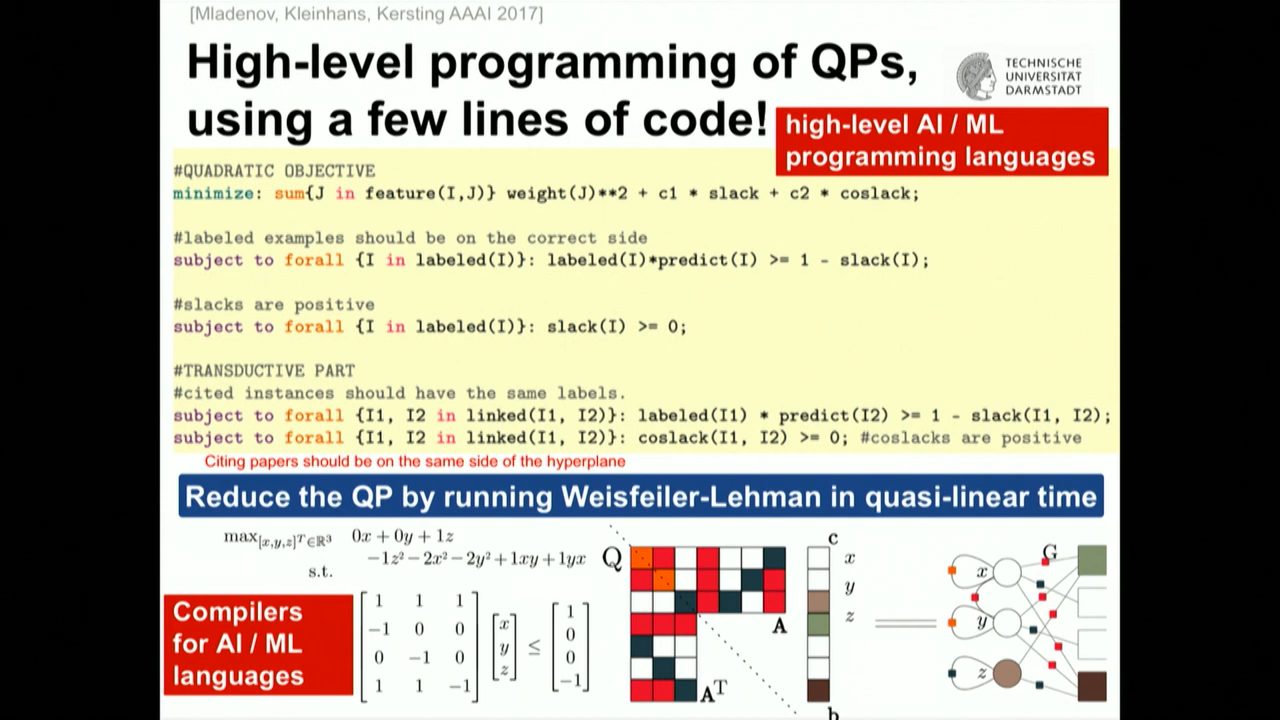 [Mladenov, Kleinhans, Kersting AAAI 2017]
High-level programming of QPs,
using a few lines of code!
TECHNISCHE
UNIVERSITÄT
DARMSTADT
high-level AI / ML
programming languages
#QUADRATIC OBJECTIVE
minimize: sum{J in feature(I,J)} weight(J)**2 + c1 * slack + c2 * coslack;
#labeled examples should be on the correct side
subject to forall {I in labeled(I)}: labeled(I)*predict(I) >= 1 - slack(I);
#slacks are positive
subject to forall {I in labeled(I)}: slack(I) >= 0;
#TRANSDUCTIVE PART
#cited instances should have the same labels.
subject to forall {I1, I2 in linked(I1, I2)}: labeled(I1) * predict(I2) >= 1 - slack(I1, I2);
subject to forall {I1, I2 in linked(I1, I2)}: coslack(I1, I2) >= 0; #coslacks are positive
Citing papers should be on the same side of the hyperplane
Reduce the QP by running Weisfeiler-Lehman in quasi-linear time
max[x,y,z]ᵀ∈ℝ³ 0x + 0y + 1z
−1z² − 2x² − 2y² + 1xy + 1yx
s.t.
1 1 1
−1 0 0
0 −1 0
1 1 −1
x
y
z
≤
1
0
0
−1
Compilers
for AI / ML
languages
Q
A
Aᵀ
c
x
y
z
b
G
x
y
z